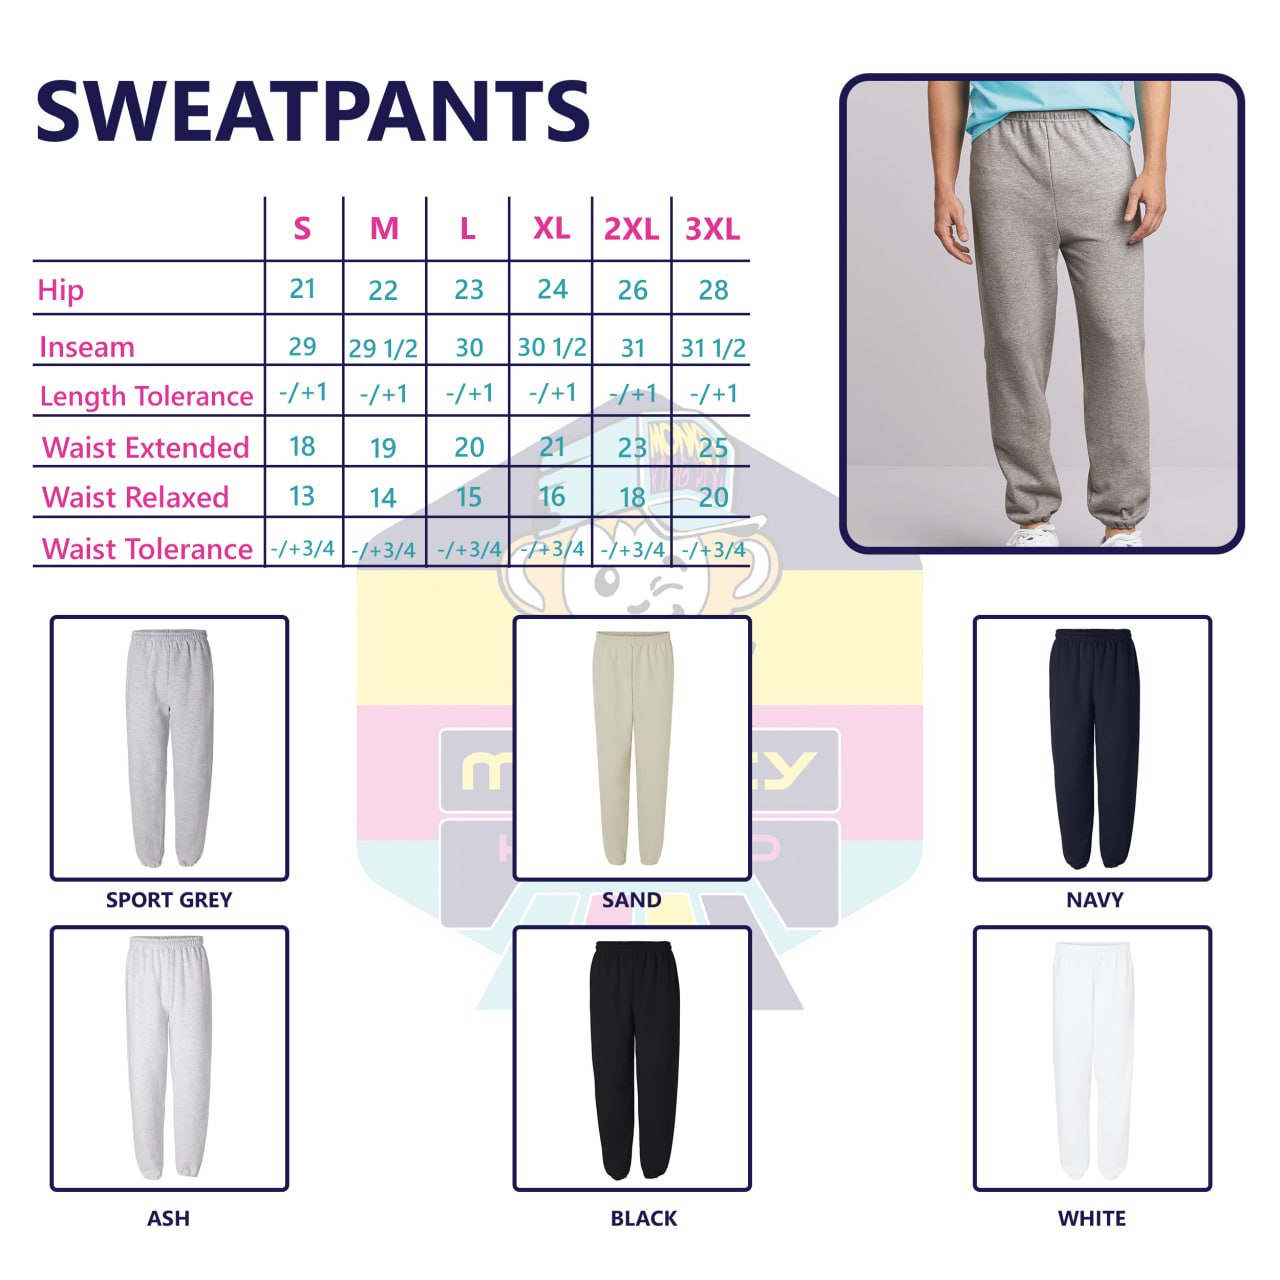 SWEATPANTS
S M L XL 2XL 3XL
Hip 21 22 23 24 26 28
Inseam 29 29 1/2 30 30 1/2 31 31 1/2
Length Tolerance -/+1 -/+1 -/+1 -/+1 -/+1 -/+1
Waist Extended 18 19 20 21 23 25
Waist Relaxed 13 14 15 16 18 20
Waist Tolerance -/+3/4 -/+3/4 -/+3/4 -/+3/4 -/+3/4 -/+3/4
SPORT GREY
SAND
NAVY
ASH
BLACK
WHITE